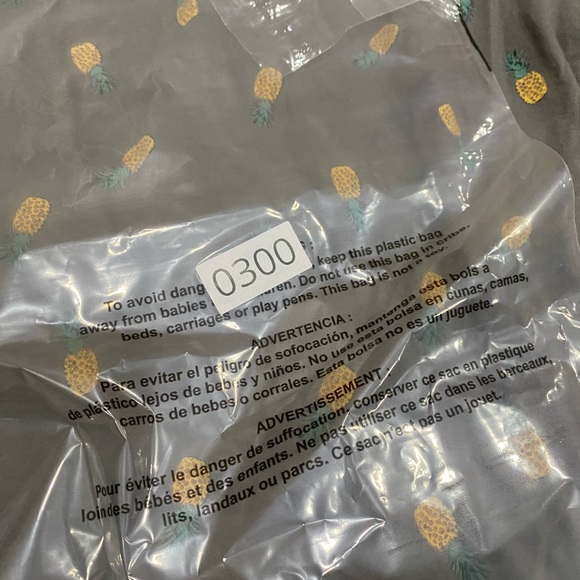 0300
To avoid dang keep this plastic bag
away from babies ren. Do not use this bag in cribs,
beds, carriages or play pens. This bag is not a toy.
ADVERTENCIA :
Para evitar el peligro de sofocación, mantenga esta bols a
de plástico lejos de bebes y niños. No use esta bolsa en cunas, camas,
carros de bebes o corrales. Esta bolsa no es un juguete.
ADVERTISSEMENT :
Pour éviter le danger de suffocation, conserver ce sac en plastique
loin des bébés et des enfants. Ne pas utiliser ce sac dans les berceaux,
lits, landaux ou parcs. Ce sac n'est pas un jouet.